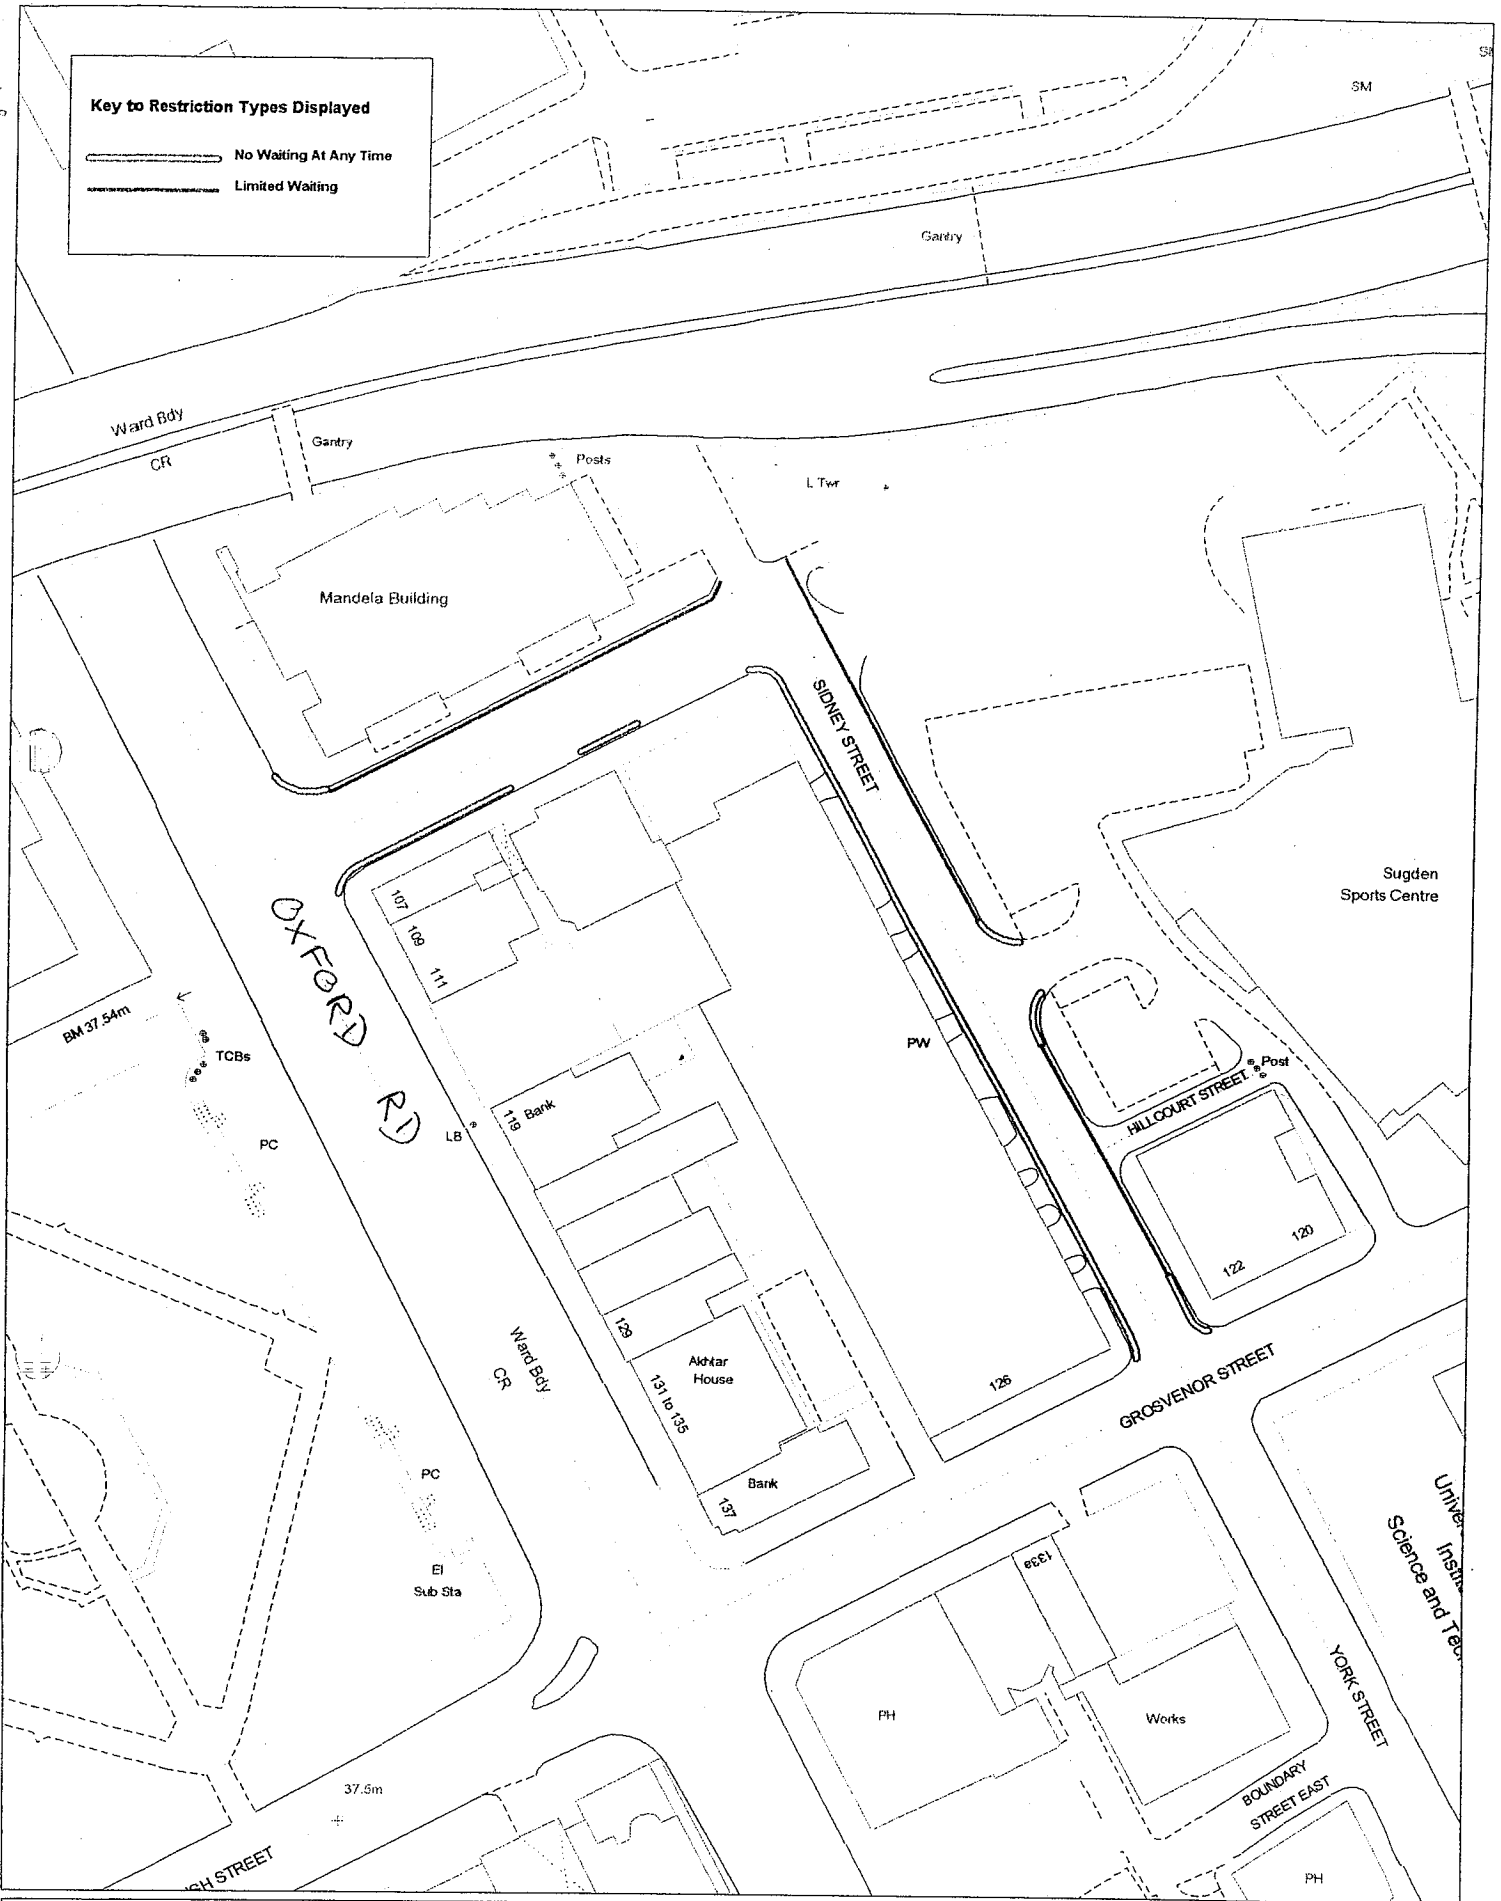 Key to Restriction Types Displayed
No Waiting At Any Time
Limited Waiting
SM
Gantry
Ward Bdy
CR
Gantry
Posts
L Twr
Mandela Building
SIDNEY STREET
Sugden
Sports Centre
107
109
111
OXFORD RD
BM 37.54m
TCBs
PW
Post
HILLCOURT STREET
119
Bank
LB
PC
122
120
129
Akhtar
House
131 to 135
Ward Bdy
CR
126
GROSVENOR STREET
PC
Bank
137
El
Sub Sta
133a
Science and
YORK STREET
PH
Works
37.5m
BOUNDARY
STREET EAST
STREET
PH